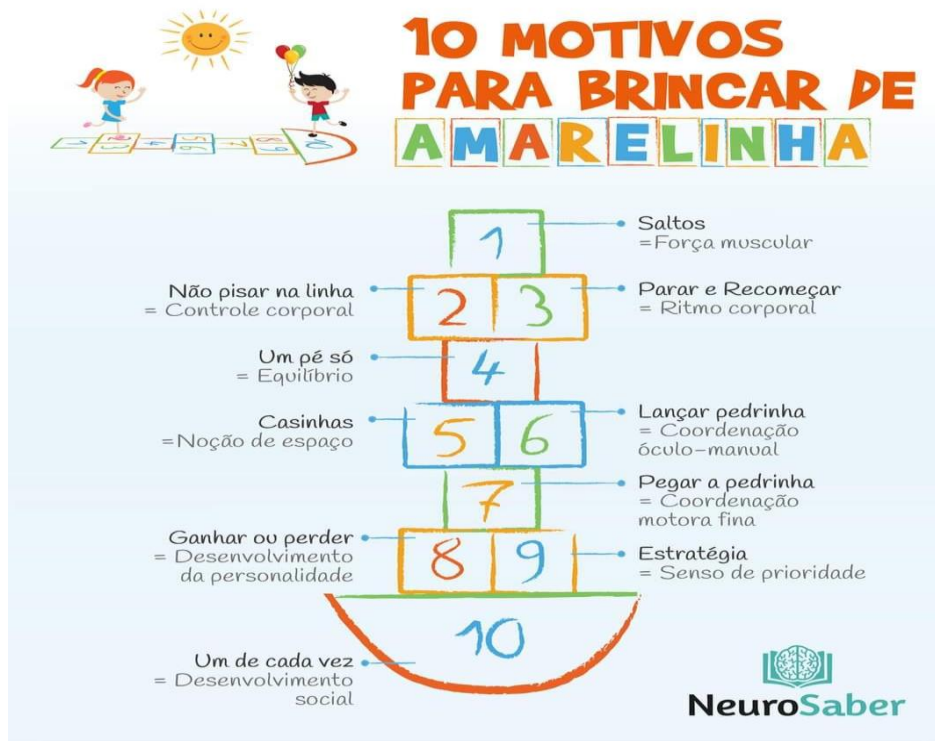 10 MOTIVOS
PARA BRINCAR DE
AMARELINHA
1
Saltos
=Força muscular
Não pisar na linha
= Controle corporal
2
3
Parar e Recomeçar
= Ritmo corporal
Um pé só
= Equilíbrio
4
Casinhas
=Noção de espaço
5
6
Lançar pedrinha
= Coordenação
óculo-manual
7
Pegar a pedrinha
= Coordenação
motora fina
Ganhar ou perder
= Desenvolvimento
da personalidade
8
9
Estratégia
= Senso de prioridade
10
Um de cada vez
= Desenvolvimento
social
NeuroSaber